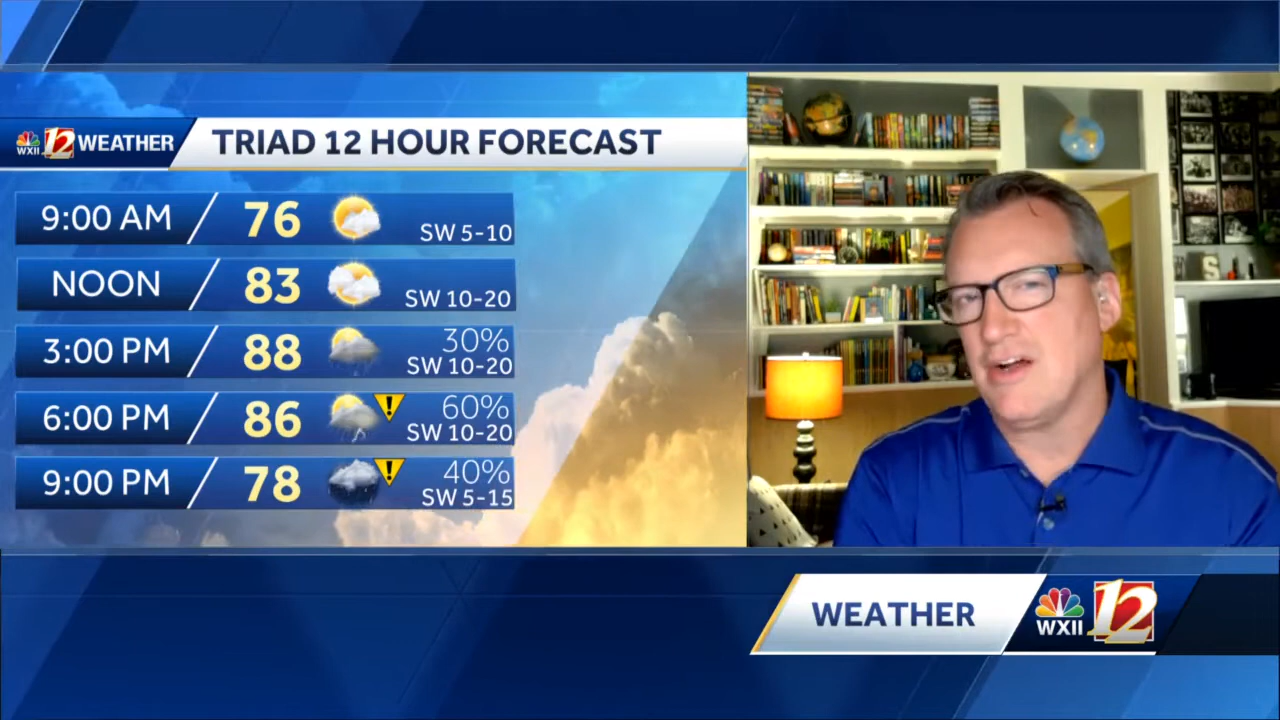 WXII 12 WEATHER
TRIAD 12 HOUR FORECAST
9:00 AM 76 SW 5-10
NOON 83 SW 10-20
3:00 PM 88 30% SW 10-20
6:00 PM 86 ! 60% SW 10-20
9:00 PM 78 ! 40% SW 5-15
S
WEATHER
WXII 12